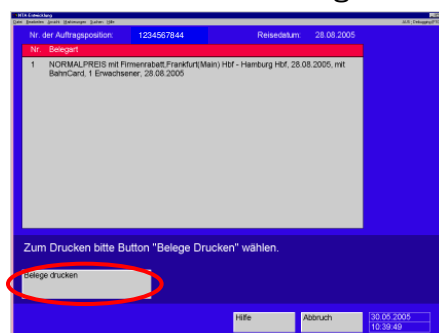 Nr. der Auftragsposition: 1234567844 Reisedatum: 28.08.2005
Nr. Belegart
1 NORMALPREIS mit Firmenrabatt,Frankfurt(Main) Hbf - Hamburg Hbf, 28.08.2005, mit
BahnCard, 1 Erwachsener, 28.08.2005
Zum Drucken bitte Button "Belege Drucken" wählen.
Belege drucken
Hilfe Abbruch 30.05.2005
10:39:49